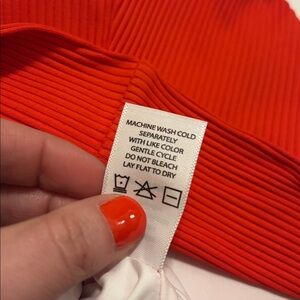 MACHINE WASH COLD
SEPARATELY
WITH LIKE COLOR
GENTLE CYCLE
DO NOT BLEACH
LAY FLAT TO DRY